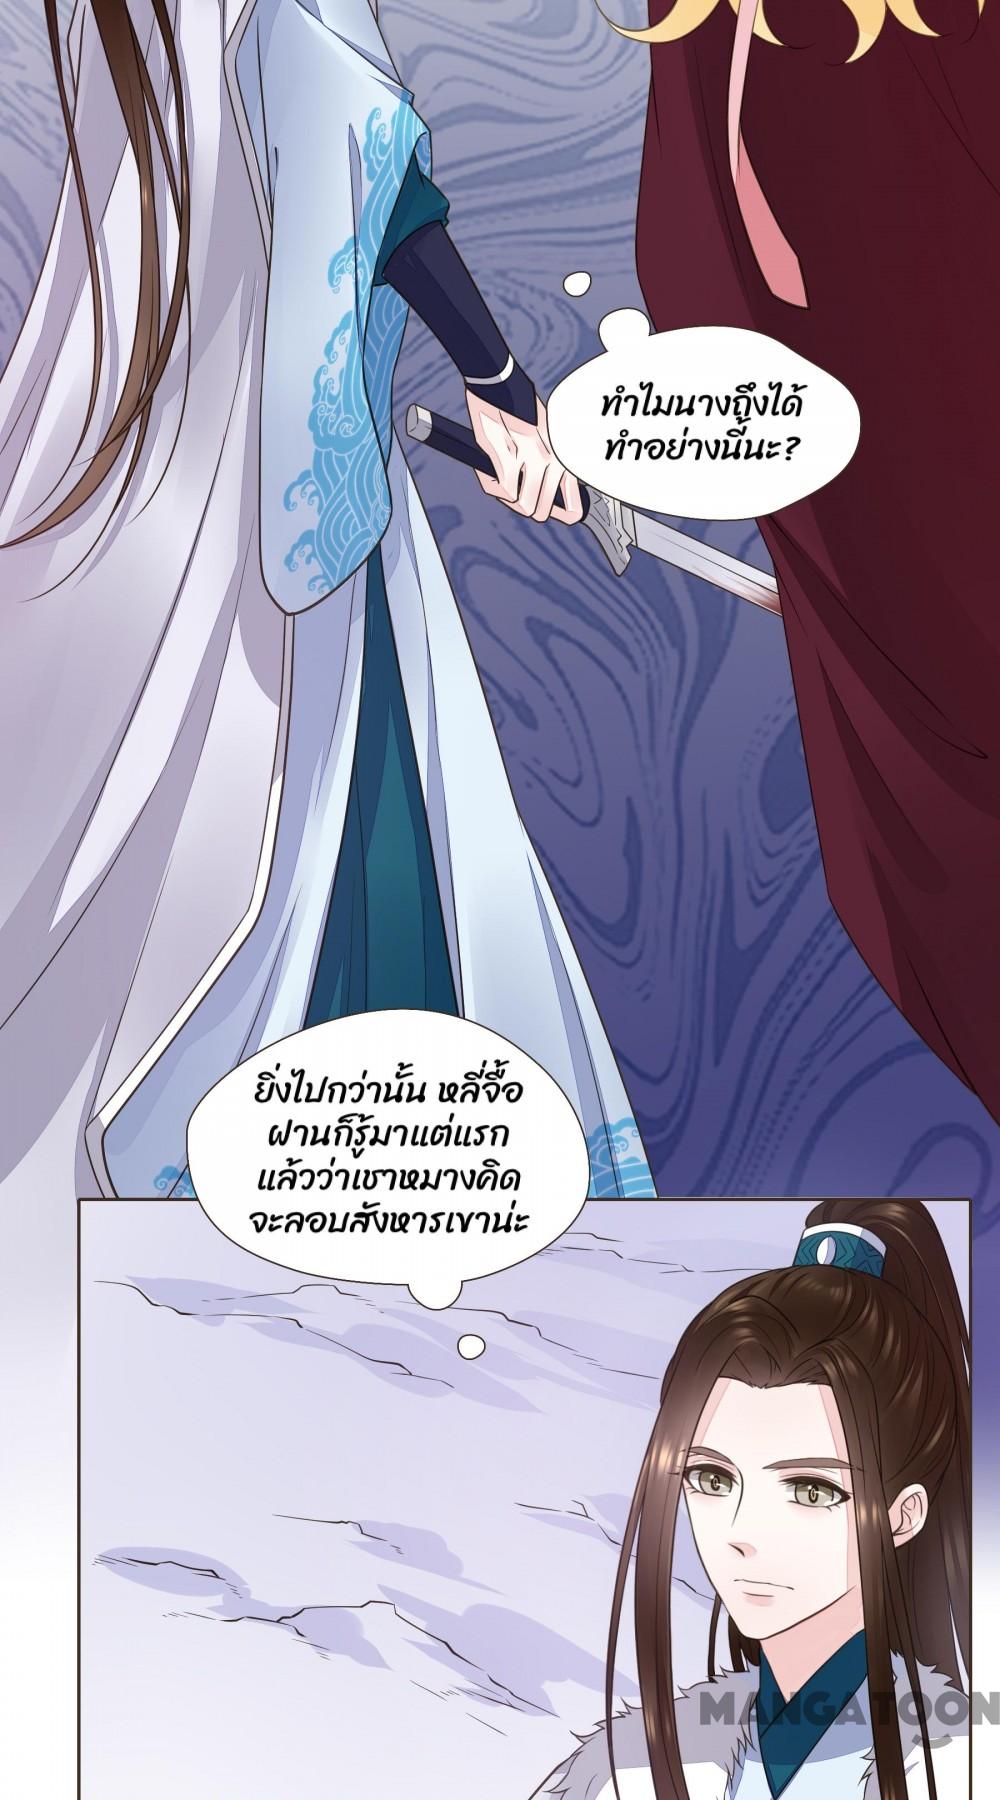 ทำไมนางถึงได้
ทำอย่างนี้นะ?
ยิ่งไปกว่านั้น หลี่จื้อ
ฝานก็รู้มาแต่แรก
แล้วว่าเซาหมางคิด
จะลอบสังหารเขาน่ะ
MANGATOON